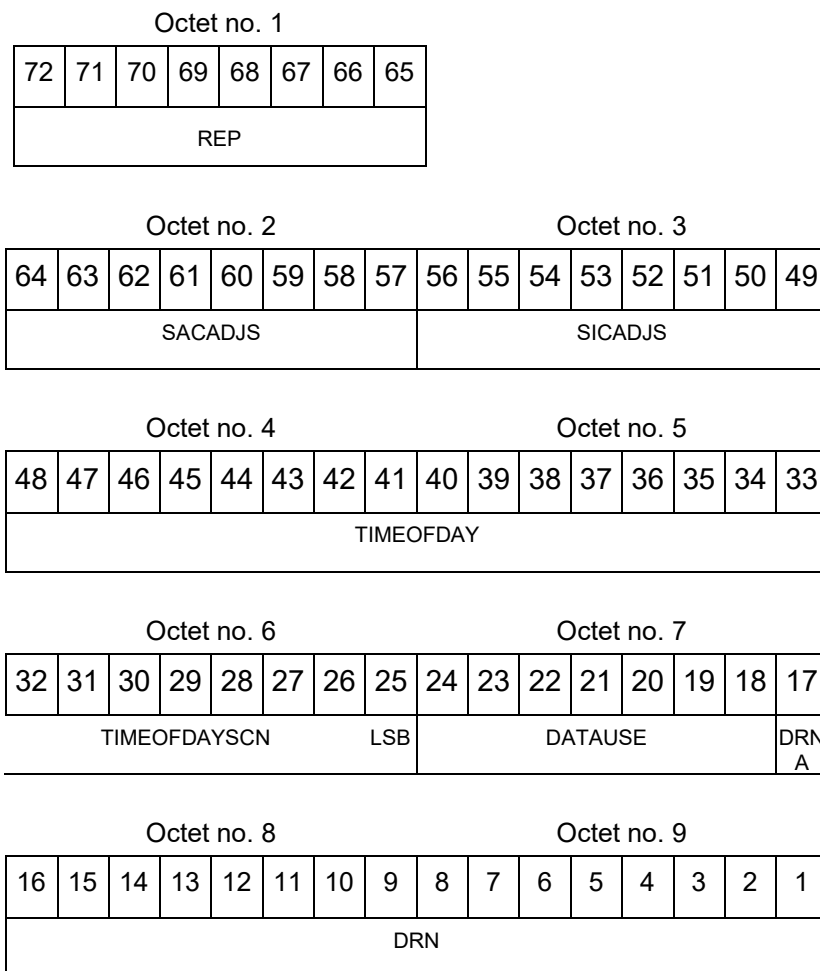 Octet no. 1
72 71 70 69 68 67 66 65
REP
Octet no. 2 Octet no. 3
64 63 62 61 60 59 58 57 56 55 54 53 52 51 50 49
SACADJS SICADJS
Octet no. 4 Octet no. 5
48 47 46 45 44 43 42 41 40 39 38 37 36 35 34 33
TIMEOFDAY
Octet no. 6 Octet no. 7
32 31 30 29 28 27 26 25 24 23 22 21 20 19 18 17
TIMEOFDAYSCN LSB DATAUSE DRN
A
Octet no. 8 Octet no. 9
16 15 14 13 12 11 10 9 8 7 6 5 4 3 2 1
DRN